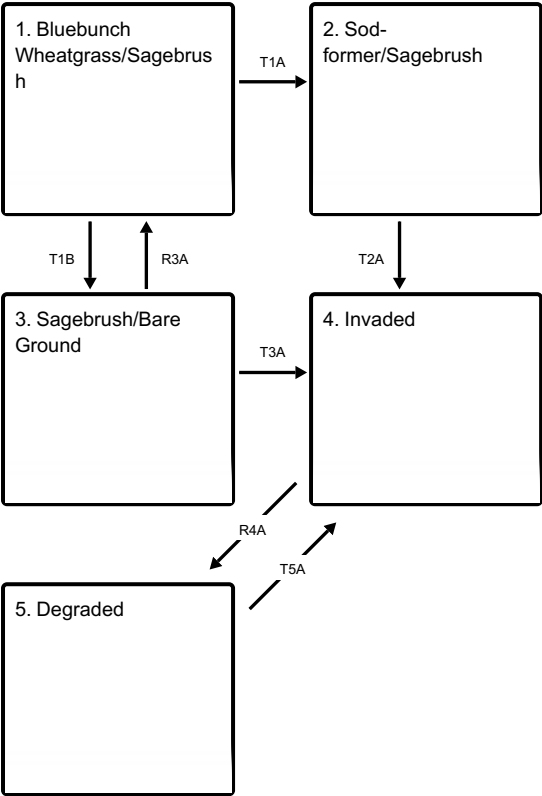 1. Bluebunch
Wheatgrass/Sagebrus
h
T1A
2. Sod-
former/Sagebrush
T1B
R3A
T2A
3. Sagebrush/Bare
Ground
T3A
4. Invaded
R4A
T5A
5. Degraded